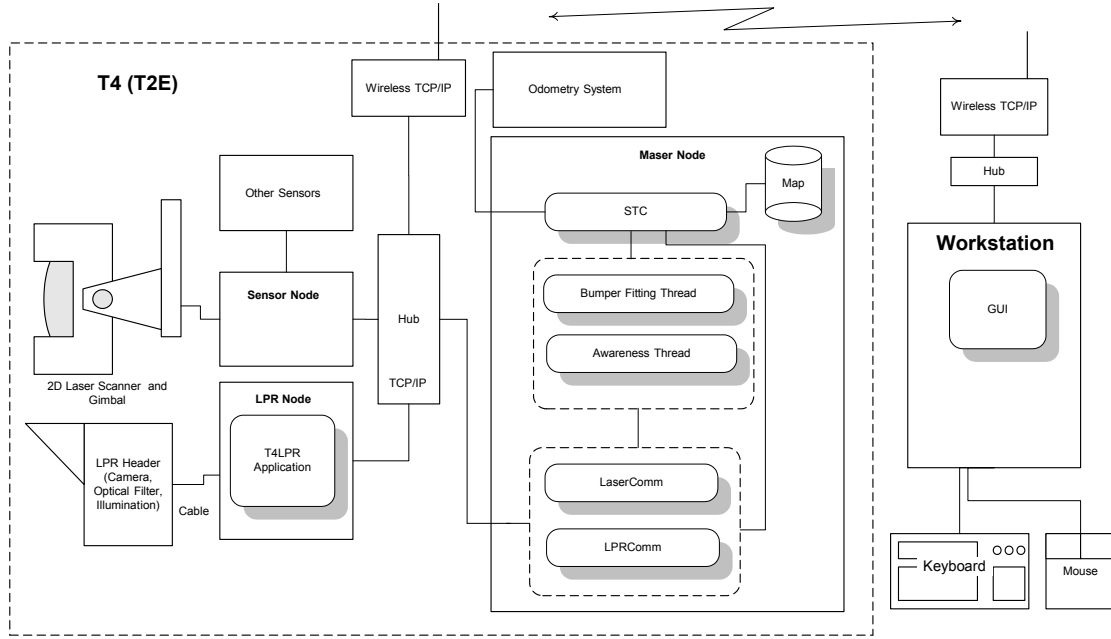 T4 (T2E)
Wireless TCP/IP
Odometry System
Wireless TCP/IP
Maser Node
Other Sensors
Map
Hub
STC
Workstation
Sensor Node
Bumper Fitting Thread
GUI
Hub
Awareness Thread
TCP/IP
2D Laser Scanner and
Gimbal
LPR Node
T4LPR
Application
LPR Header
(Camera,
Optical Filter,
Illumination)
Cable
LaserComm
LPRComm
Keyboard
Mouse